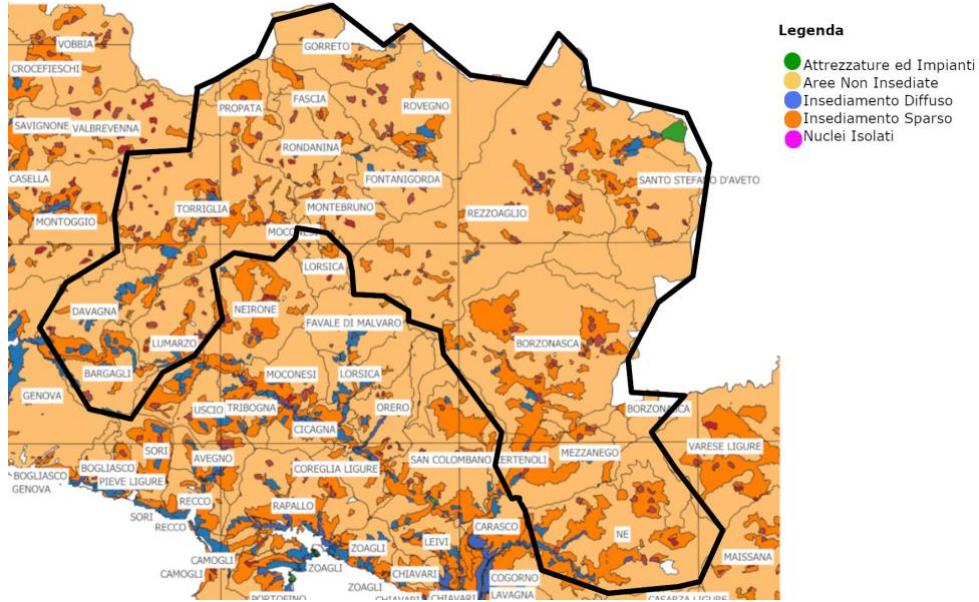 Legenda
Attrezzature ed Impianti
Aree Non Insediate
Insediamento Diffuso
Insediamento Sparso
Nuclei Isolati
VOBBIA
GORRETO
CROCEFIESCHI
FASCIA
PROPATA
ROVEGNO
SAVIGNONE
VALBREVENNA
RONDANINA
CASELLA
FONTANIGORDA
SANTO STEFANO D'AVETO
TORRIGLIA
MONTEBRUNO
REZZOAGLIO
MONTOGGIO
MOCONESI
LORSICA
NEIRONE
DAVAGNA
FAVALE DI MALVARO
LUMARZO
BORZONASCA
BARGAGLI
MOCONESI
LORSICA
GENOVA
USCIO
TRIBOGNA
ORERO
BORZONASCA
CICAGNA
VARESE LIGURE
SORI
AVEGNO
SAN COLOMBANO CERTENOLI
MEZZANEGO
BOGLIASCO
COREGLIA LIGURE
BOGLIASCO
PIEVE LIGURE
GENOVA
RECCO
RAPALLO
SORI
RECCO
CARASCO
NE
LEIVI
ZOAGLI
MAISSANA
CAMOGLI
ZOAGLI
CAMOGLI
CHIAVARI
COGORNO
ZOAGLI
LAVAGNA
PORTOFINO
CHIAVARI
CHIAVARI
CASARZA LIGURE